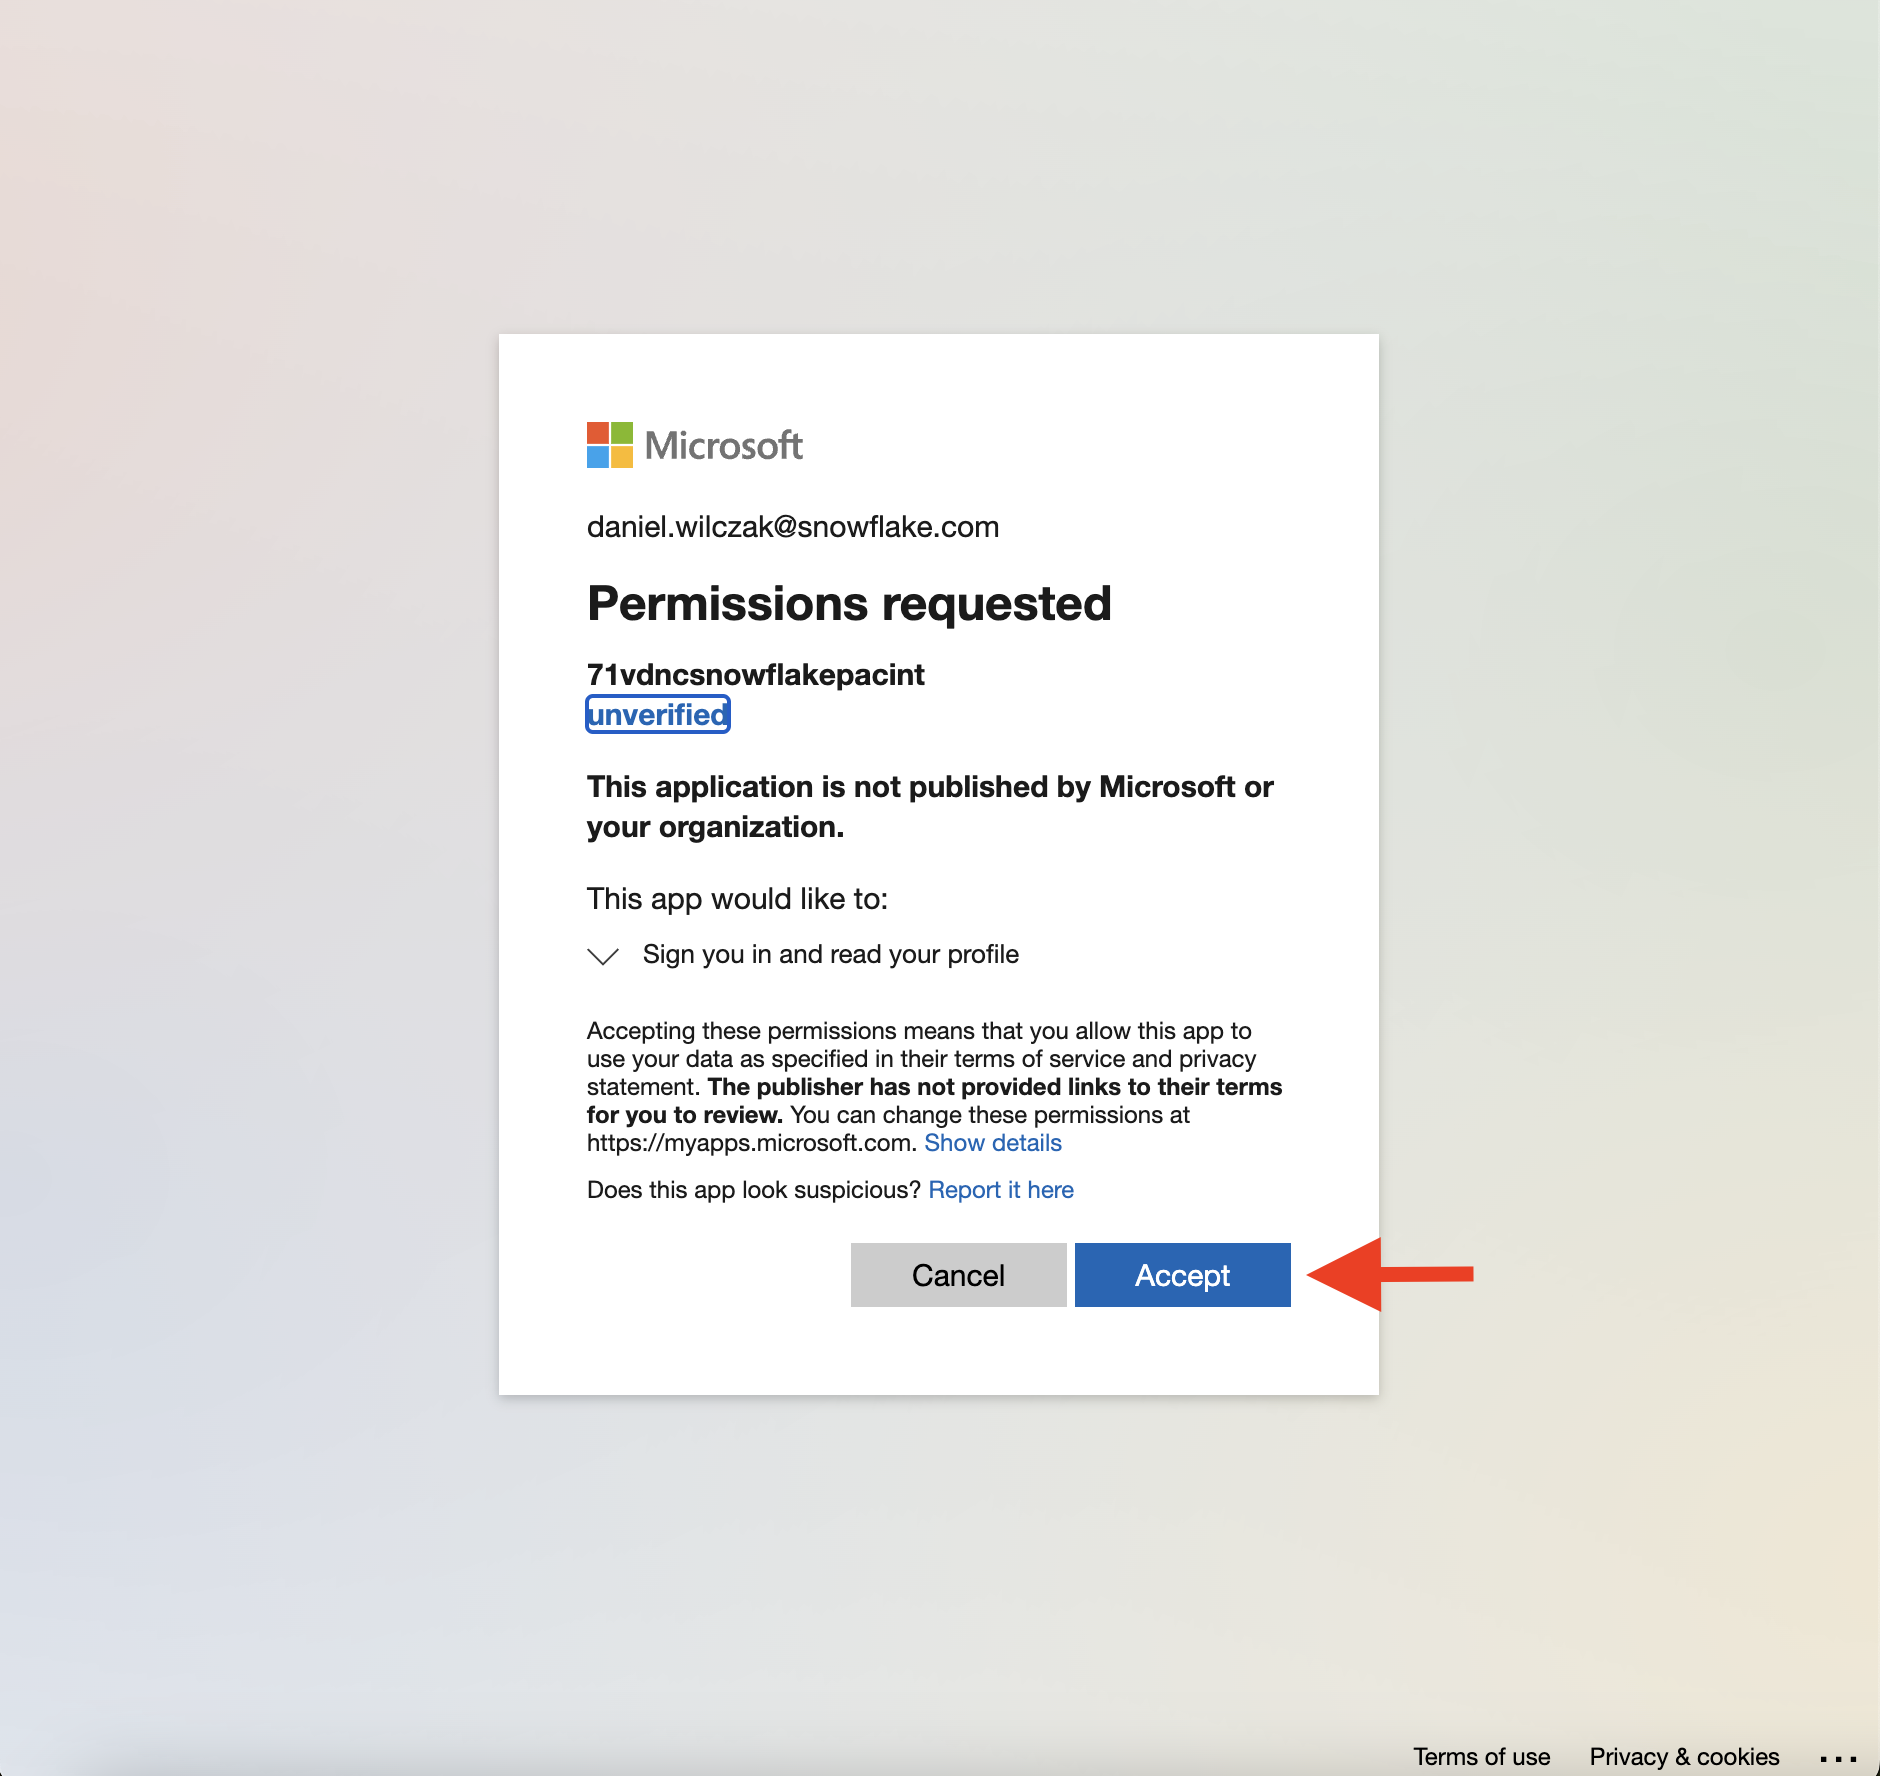 Microsoft
daniel.wilczak@snowflake.com
Permissions requested
71vdncsnowflakepacint
unverified
This application is not published by Microsoft or
your organization.
This app would like to:
Sign you in and read your profile
Accepting these permissions means that you allow this app to
use your data as specified in their terms of service and privacy
statement. The publisher has not provided links to their terms
for you to review. You can change these permissions at
https://myapps.microsoft.com. Show details
Does this app look suspicious? Report it here
Cancel Accept
Terms of use Privacy & cookies ...